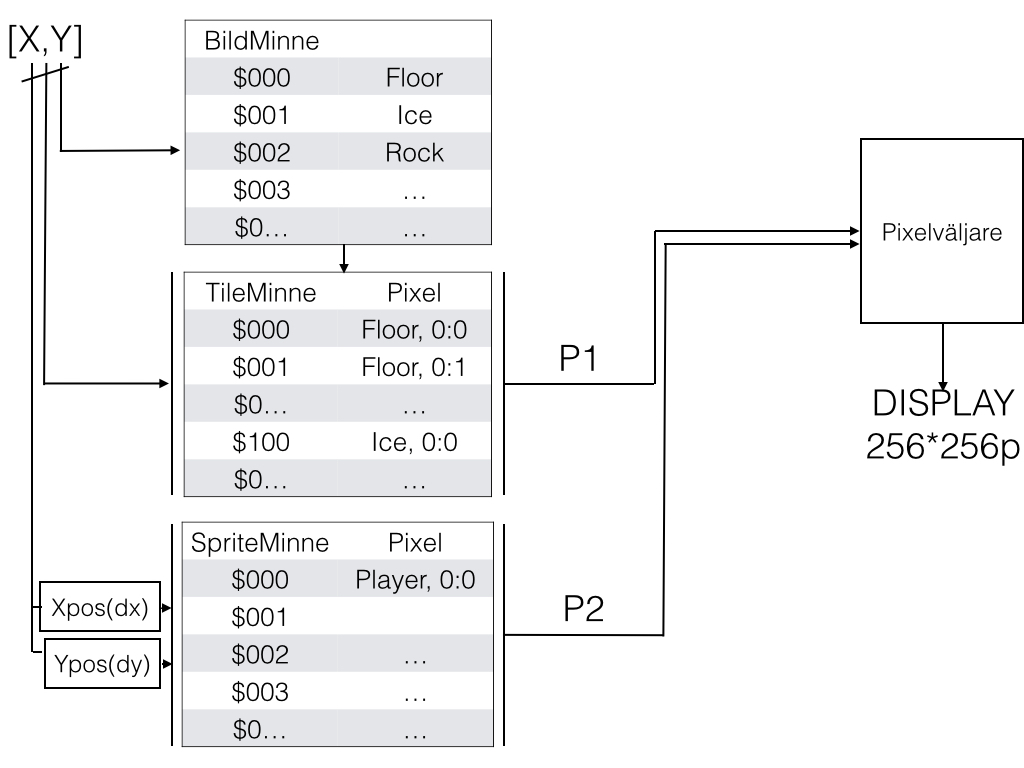 [X,Y]
BildMinne
$000 Floor
$001 Ice
$002 Rock
$003 ...
$0... ...
TileMinne Pixel
$000 Floor, 0:0
$001 Floor, 0:1
$0... ...
$100 Ice, 0:0
$0... ...
SpriteMinne Pixel
$000 Player, 0:0
$001
$002 ...
$003 ...
$0... ...
Xpos(dx)
Ypos(dy)
P1
P2
Pixelväljare
DISPLAY
256*256p